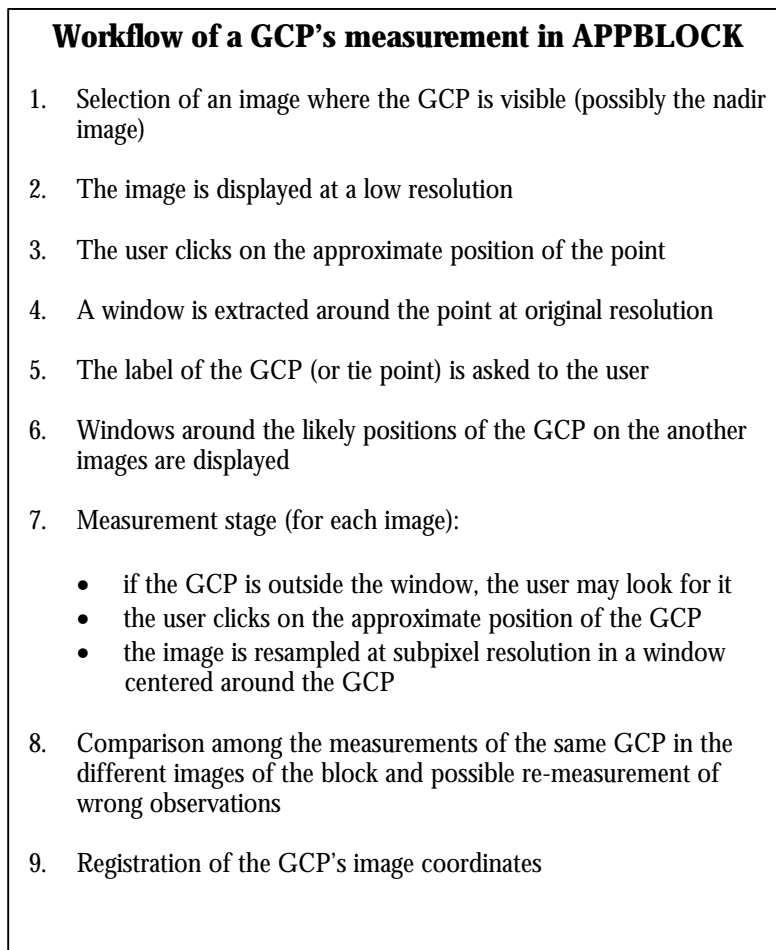 Workflow of a GCP's measurement in APPBLOCK
1. Selection of an image where the GCP is visible (possibly the nadir
image)
2. The image is displayed at a low resolution
3. The user clicks on the approximate position of the point
4. A window is extracted around the point at original resolution
5. The label of the GCP (or tie point) is asked to the user
6. Windows around the likely positions of the GCP on the another
images are displayed
7. Measurement stage (for each image):
• if the GCP is outside the window, the user may look for it
• the user clicks on the approximate position of the GCP
• the image is resampled at subpixel resolution in a window
centered around the GCP
8. Comparison among the measurements of the same GCP in the
different images of the block and possible re-measurement of
wrong observations
9. Registration of the GCP's image coordinates